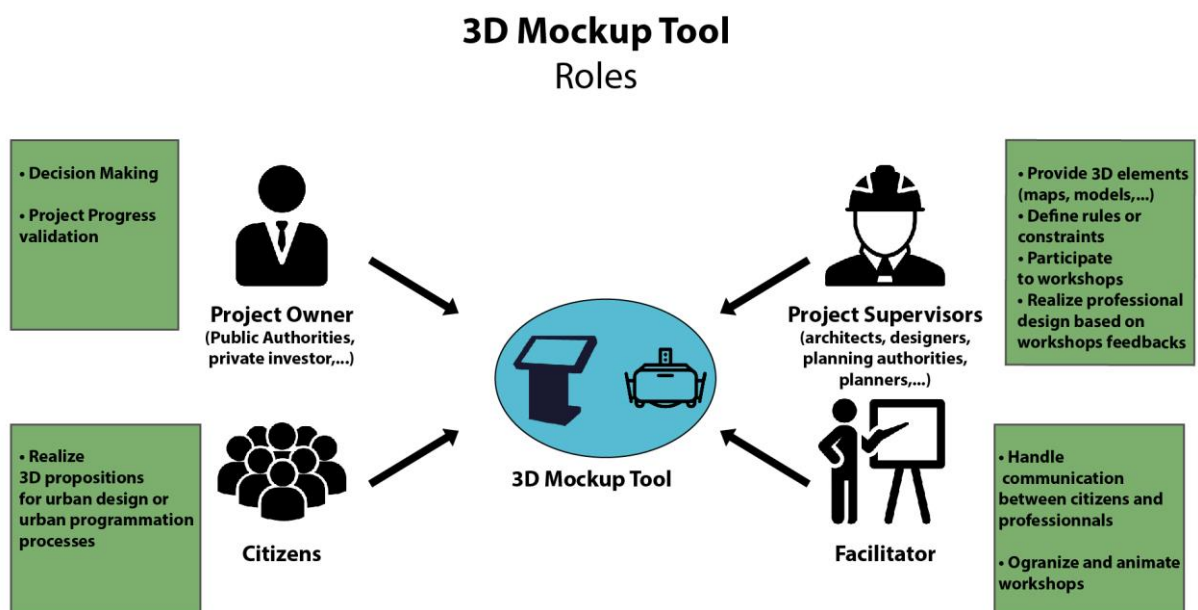 3D Mockup Tool
Roles
• Decision Making
• Project Progress
validation
Project Owner
(Public Authorities,
private investor,...)
• Provide 3D elements
(maps, models,...)
• Define rules or
constraints
• Participate
to workshops
• Realize professional
design based on
workshops feedbacks
Project Supervisors
(architects, designers,
planning authorities,
planners,...)
3D Mockup Tool
• Realize
3D propositions
for urban design or
urban programmation
processes
Citizens
Facilitator
• Handle
communication
between citizens and
professionnals
• Ogranize and animate
workshops